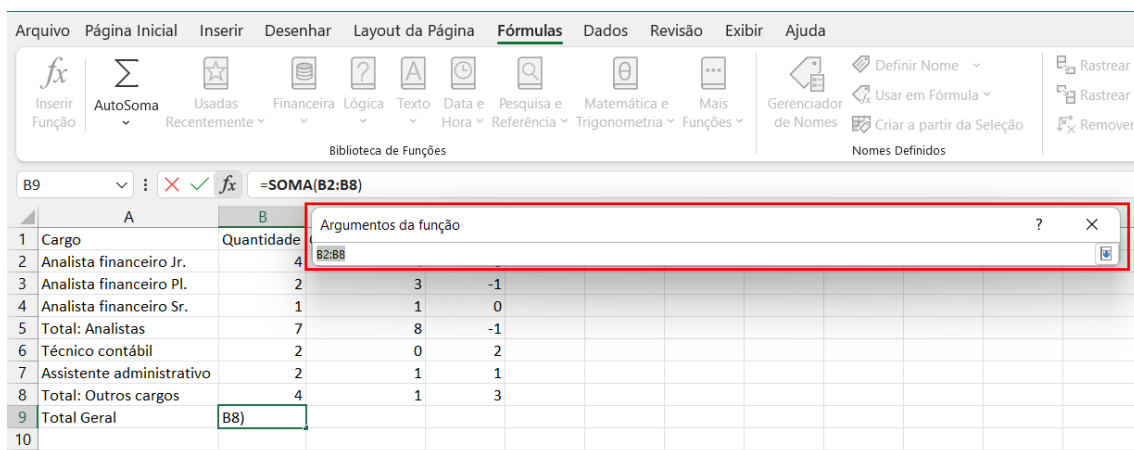 Arquivo Página Inicial Inserir Desenhar Layout da Página Fórmulas Dados Revisão Exibir Ajuda
fx Inserir Função
AutoSoma
Usadas Recentemente
Financeira
Lógica
Texto
Data e Hora
Pesquisa e Referência
Matemática e Trigonometria
Mais Funções
Biblioteca de Funções
Gerenciador de Nomes
Definir Nome
Usar em Fórmula
Criar a partir da Seleção
Nomes Definidos
Rastrear
Rastrear
Remover
B9 fx =SOMA(B2:B8)
A B
Argumentos da função ?
B2:B8
1 Cargo Quantidade
2 Analista financeiro Jr. 4
3 Analista financeiro Pl. 2 3 -1
4 Analista financeiro Sr. 1 1 0
5 Total: Analistas 7 8 -1
6 Técnico contábil 2 0 2
7 Assistente administrativo 2 1 1
8 Total: Outros cargos 4 1 3
9 Total Geral B8)
10